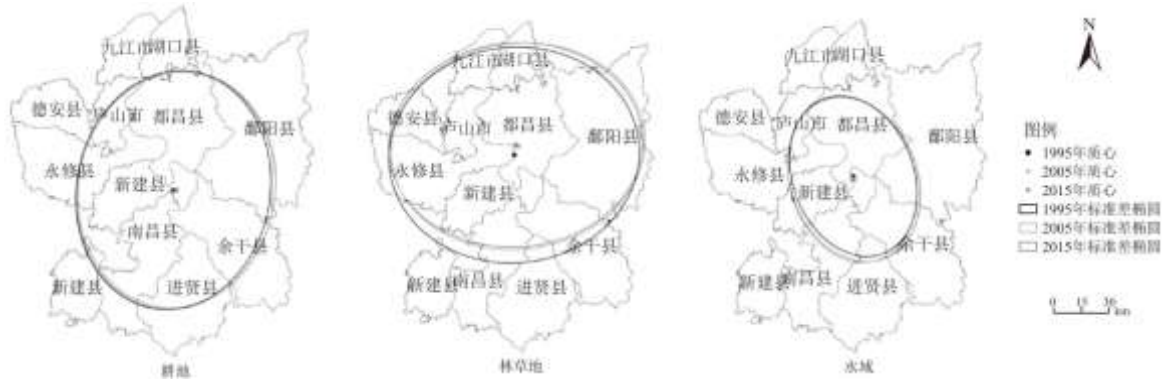 九江市 湖口县
德安县 庐山市 都昌县 鄱阳县
永修县 新建县
南昌县 余干县
新建县 进贤县
耕地
九江市 湖口县
德安县 庐山市 都昌县 鄱阳县
永修县 新建县
余干县
新建县 南昌县 进贤县
林草地
九江市 湖口县
德安县 庐山市 都昌县 鄱阳县
永修县 新建县
余干县
新建县 南昌县 进贤县
水域
N
图例
1995年质心
2005年质心
2015年质心
1995年标准差椭圆
2005年标准差椭圆
2015年标准差椭圆
0 15 30
km